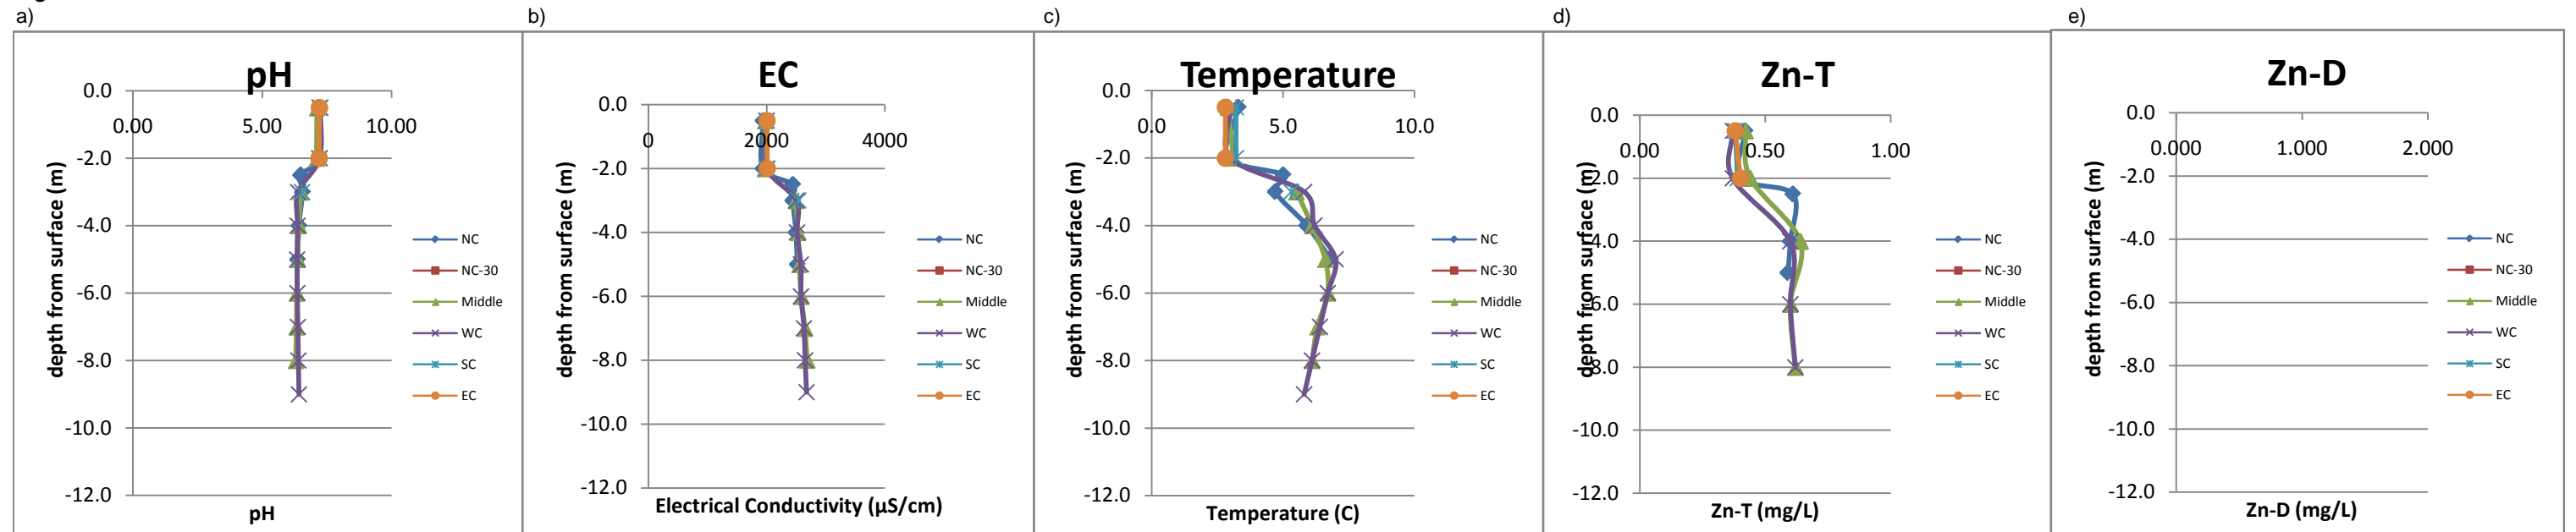 a)
b)
c)
d)
e)
pH
0.0
-2.0
-4.0
-6.0
-8.0
-10.0
-12.0
0.00
5.00
10.00
depth from surface (m)
pH
NC
NC-30
Middle
WC
SC
EC
EC
0.0
-2.0
-4.0
-6.0
-8.0
-10.0
-12.0
0
2000
4000
depth from surface (m)
Electrical Conductivity (µS/cm)
NC
NC-30
Middle
WC
SC
EC
Temperature
0.0
-2.0
-4.0
-6.0
-8.0
-10.0
-12.0
0.0
5.0
10.0
depth from surface (m)
Temperature (C)
NC
NC-30
Middle
WC
SC
EC
Zn-T
0.0
-2.0
-4.0
-6.0
-8.0
-10.0
-12.0
0.00
0.50
1.00
depth from surface (m)
Zn-T (mg/L)
NC
NC-30
Middle
WC
SC
EC
Zn-D
0.0
-2.0
-4.0
-6.0
-8.0
-10.0
-12.0
0.000
1.000
2.000
depth from surface (m)
Zn-D (mg/L)
NC
NC-30
Middle
WC
SC
EC